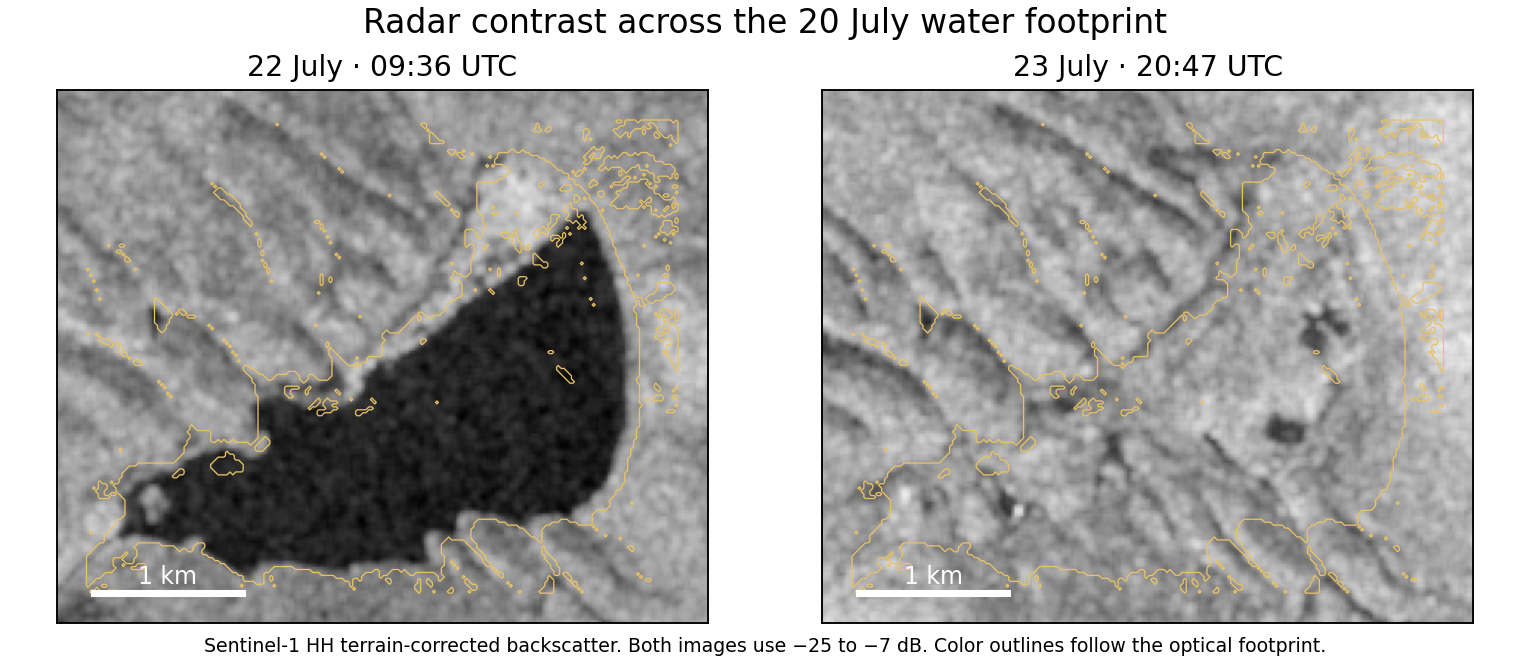 Radar contrast across the 20 July water footprint
22 July · 09:36 UTC
23 July · 20:47 UTC
1 km
1 km
Sentinel-1 HH terrain-corrected backscatter. Both images use −25 to −7 dB. Color outlines follow the optical footprint.